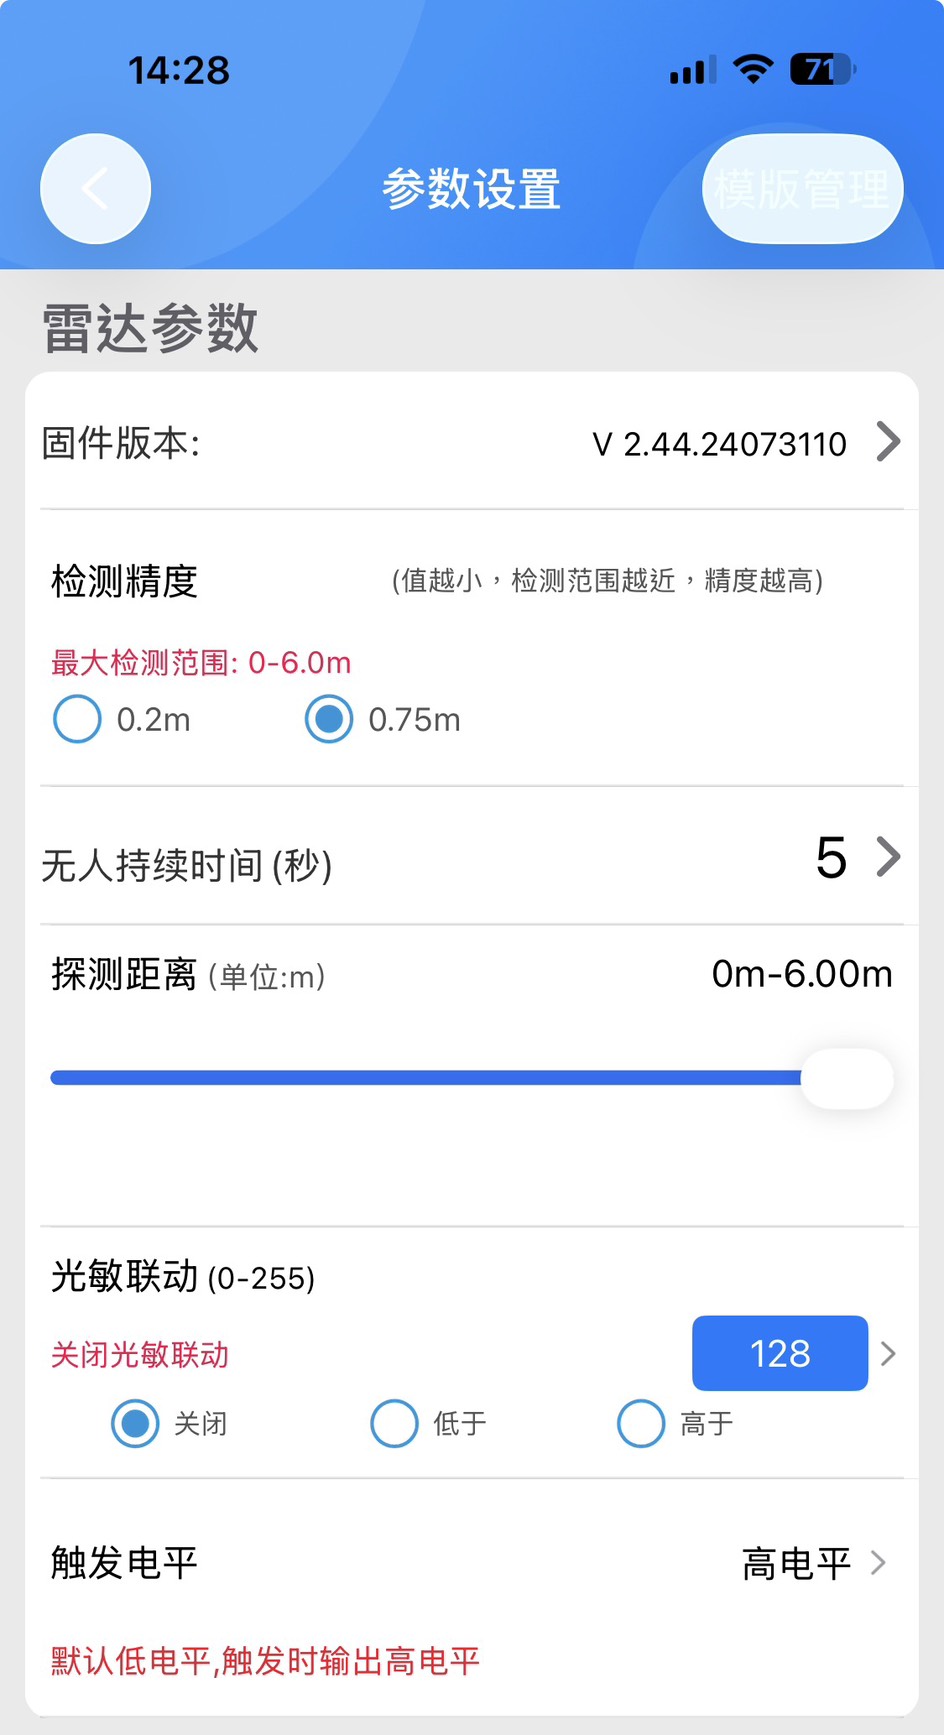 14:28
71
参数设置
模版管理
雷达参数
固件版本:
V 2.44.24073110
检测精度
(值越小，检测范围越近，精度越高)
最大检测范围: 0-6.0m
0.2m
0.75m
无人持续时间(秒)
5
探测距离(单位:m)
0m-6.00m
光敏联动(0-255)
关闭光敏联动
128
关闭
低于
高于
触发电平
高电平
默认低电平,触发时输出高电平